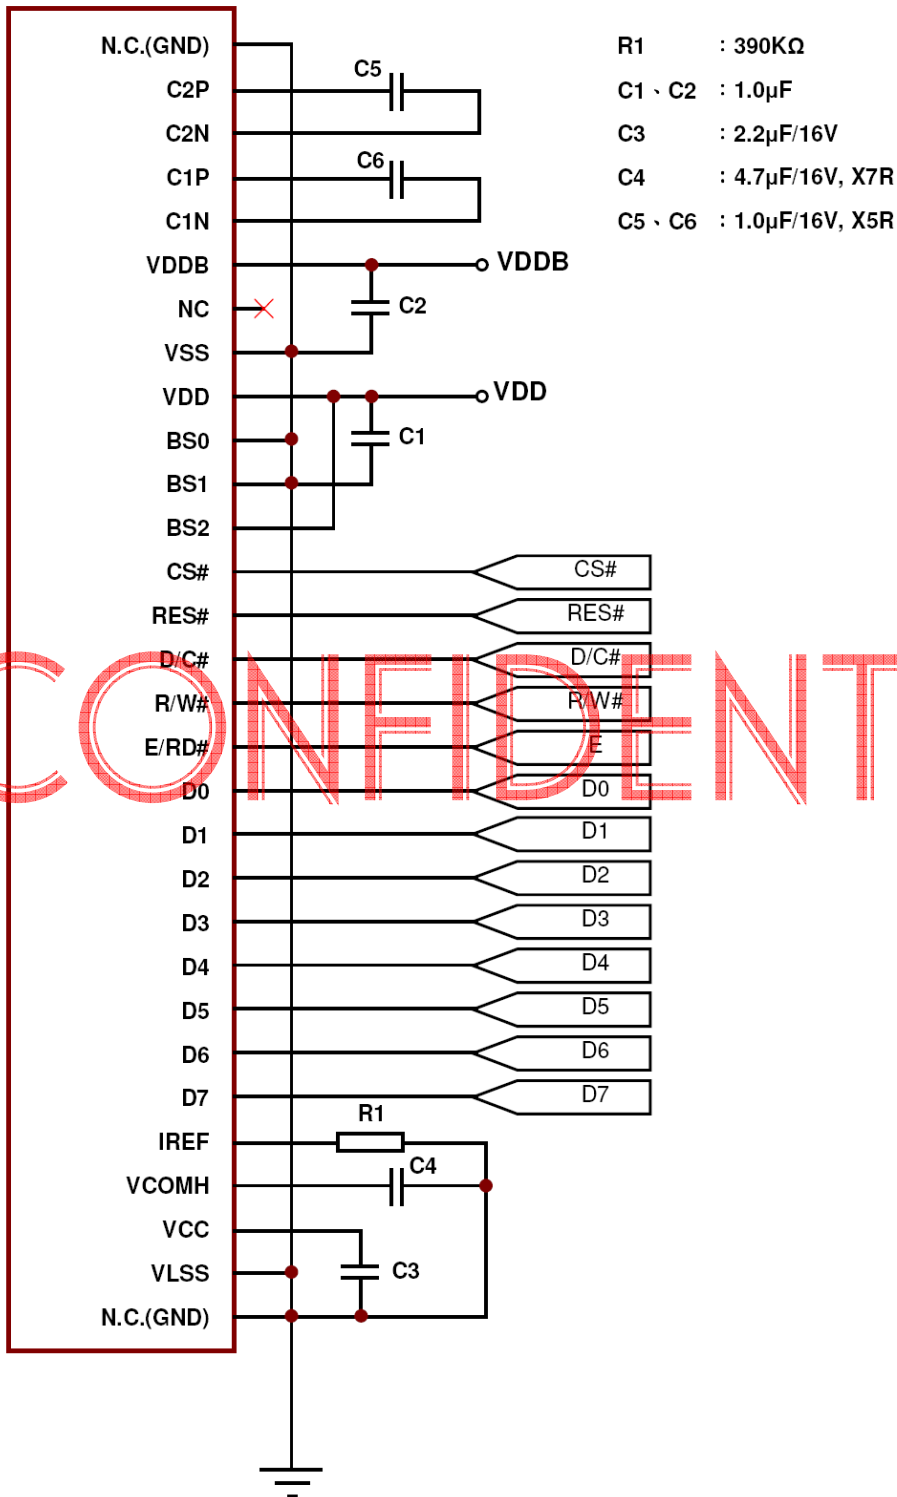 N.C.(GND)
C2P
C2N
C1P
C1N
VDDB
NC
VSS
VDD
BS0
BS1
BS2
CS#
RES#
D/C#
R/W#
E/RD#
D0
D1
D2
D3
D4
D5
D6
D7
IREF
VCOMH
VCC
VLSS
N.C.(GND)
C5
C6
VDDB
C2
VDD
C1
CS#
RES#
D/C#
R/W#
E
D0
D1
D2
D3
D4
D5
D6
D7
R1
C4
C3
R1 : 390KΩ
C1、C2 : 1.0μF
C3 : 2.2μF/16V
C4 : 4.7μF/16V, X7R
C5、C6 : 1.0μF/16V, X5R
CONFIDENT